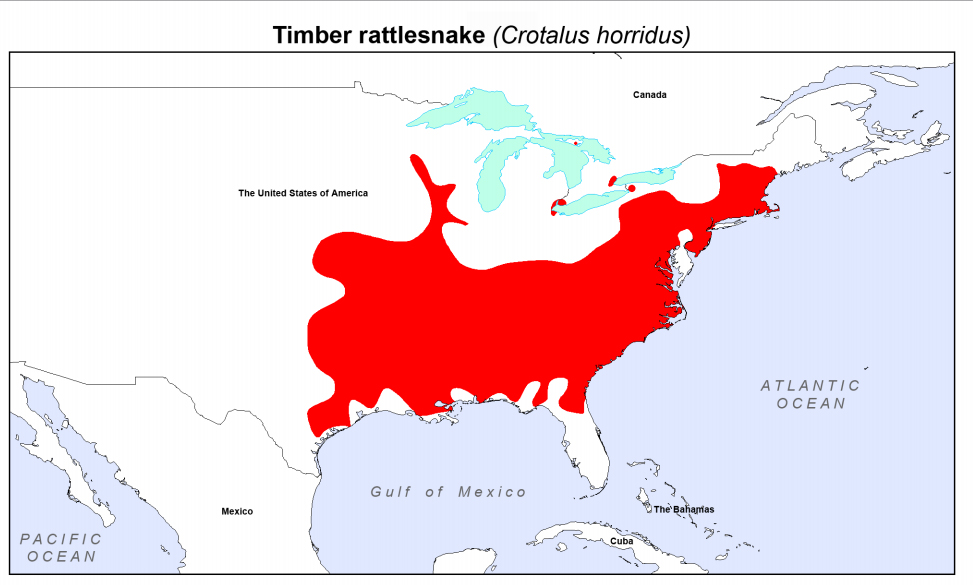 Timber rattlesnake (Crotalus horridus)
Canada
The United States of America
ATLANTIC
OCEAN
Gulf of Mexico
Mexico
The Bahamas
PACIFIC
OCEAN
Cuba